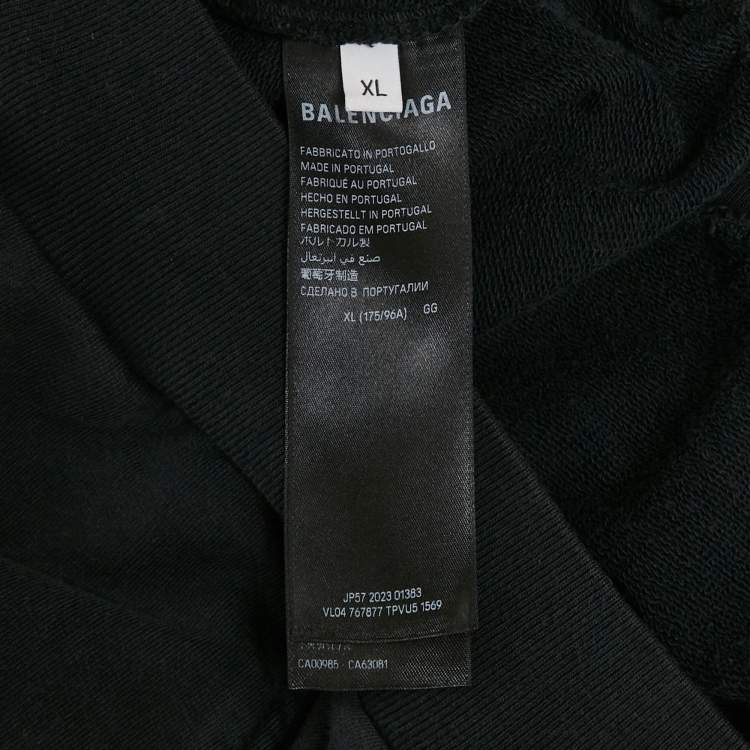 XL
BALENCIAGA
FABBRICATO IN PORTOGALLO
MADE IN PORTUGAL
FABRIQUÉ AU PORTUGAL
HECHO EN PORTUGAL
HERGESTELLT IN PORTUGAL
FABRICADO EM PORTUGAL
ポルトガル製
صنع في البرتغال
葡萄牙制造
СДЕЛАНО В ПОРТУГАЛИИ
XL (175/96A) GG
JP57 2023 01383
VL04 767877 TPVU5 1569
CA00985 - CA63081